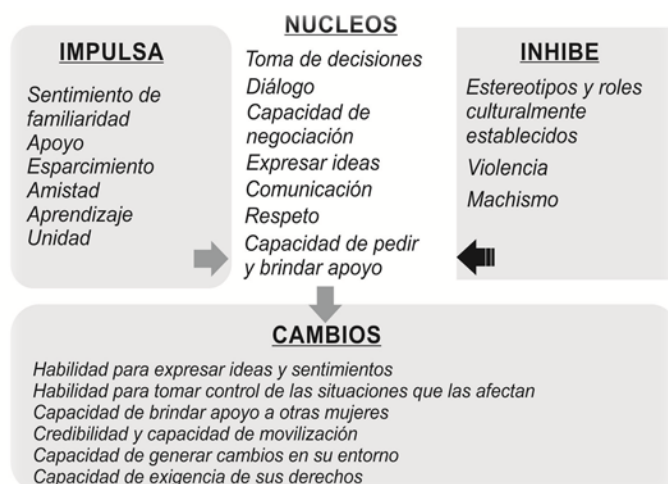 IMPULSA
Sentimiento de
familiaridad
Apoyo
Esparcimiento
Amistad
Aprendizaje
Unidad
NUCLEOS
Toma de decisiones
Diálogo
Capacidad de
negociación
Expresar ideas
Comunicación
Respeto
Capacidad de pedir
y brindar apoyo
INHIBE
Estereotipos y roles
culturalmente
establecidos
Violencia
Machismo
CAMBIOS
Habilidad para expresar ideas y sentimientos
Habilidad para tomar control de las situaciones que las afectan
Capacidad de brindar apoyo a otras mujeres
Credibilidad y capacidad de movilización
Capacidad de generar cambios en su entorno
Capacidad de exigencia de sus derechos